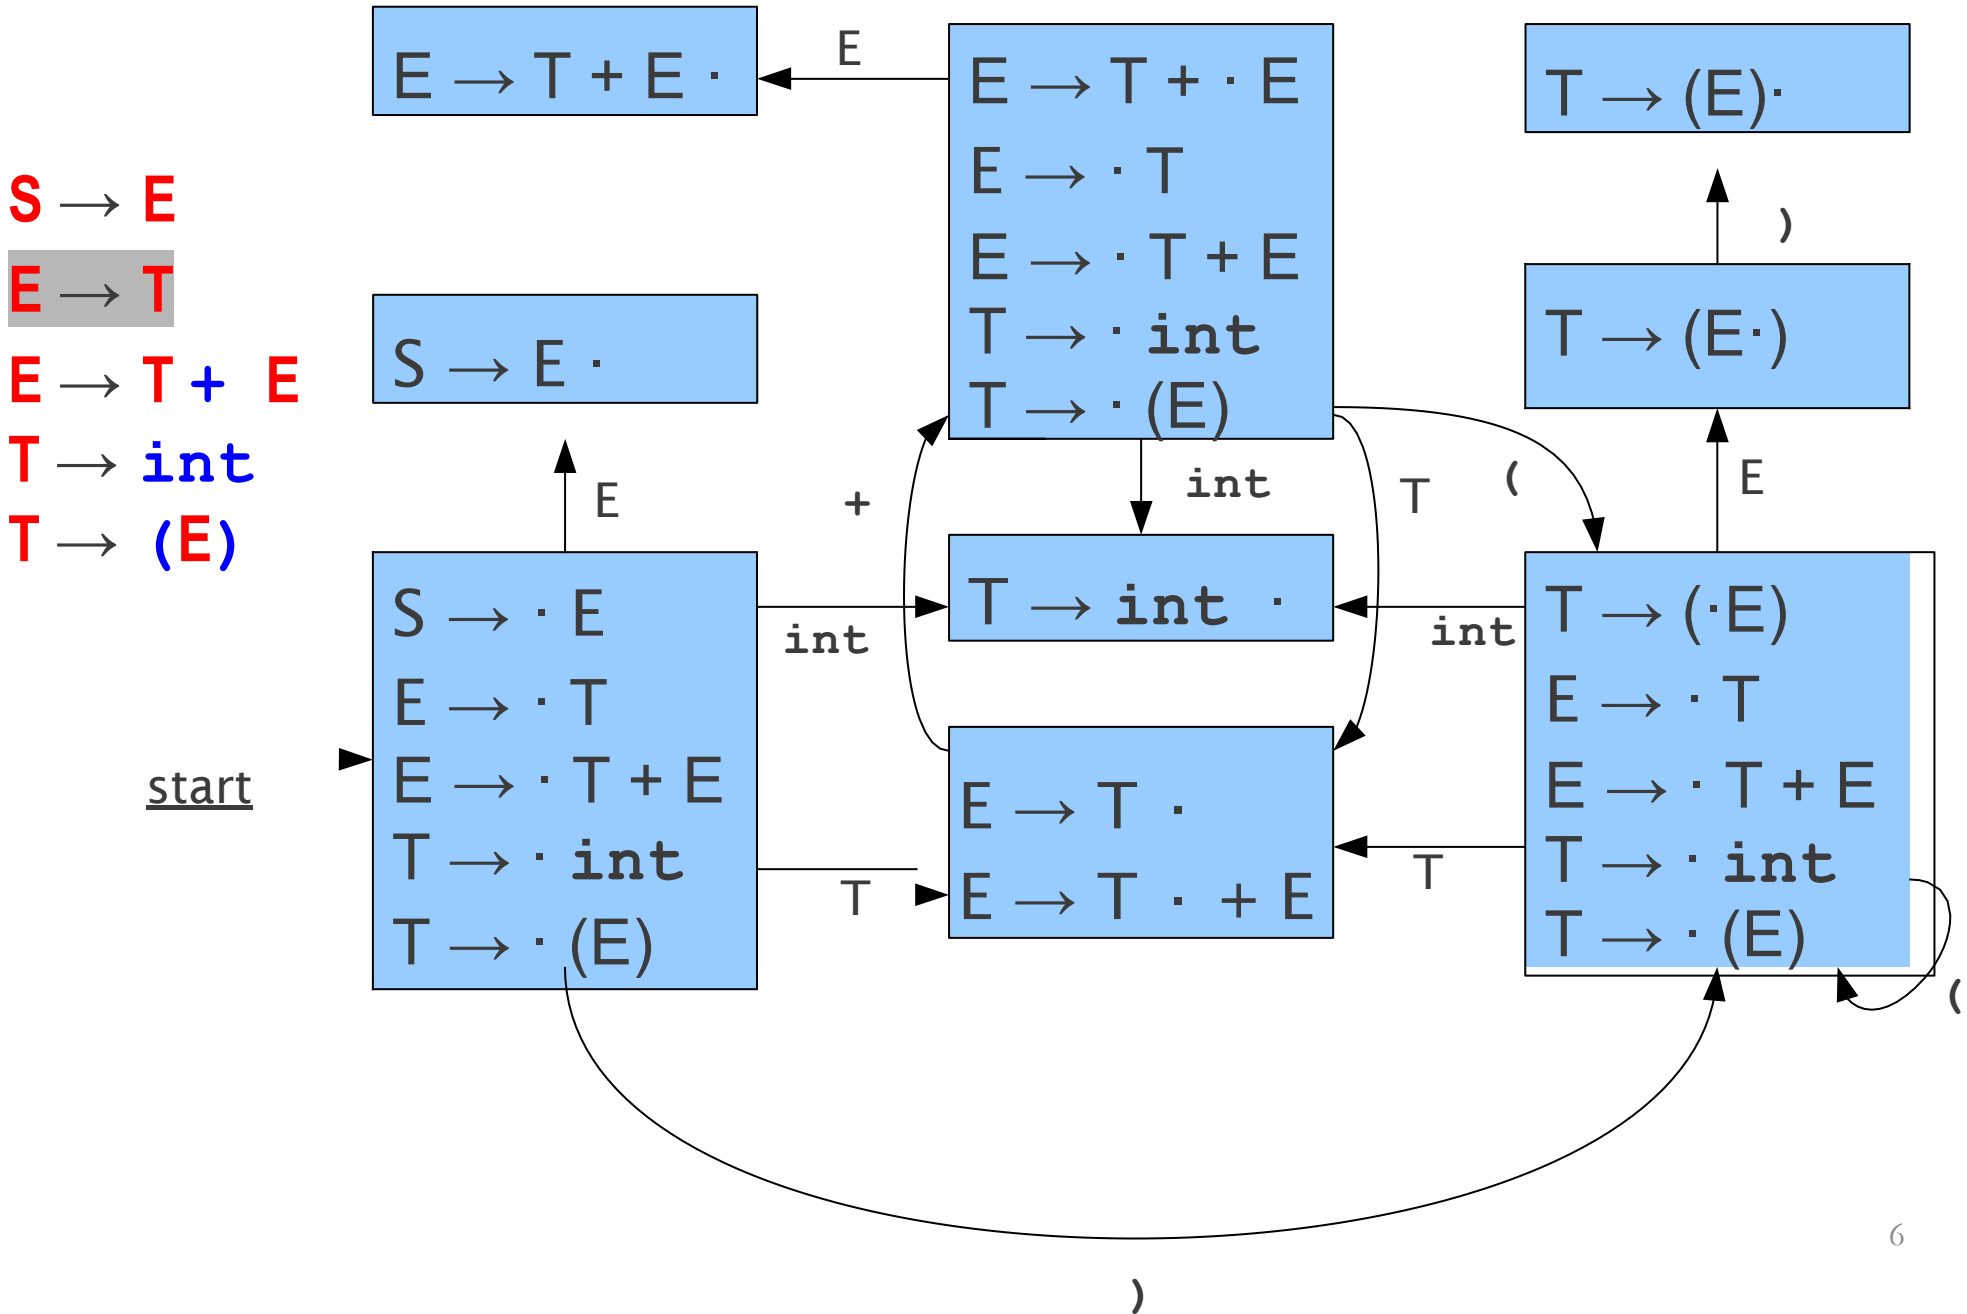 S → E
E → T
E → T + E
T → int
T → (E)
start
E → T + E ·
E
E → T + · E
E → · T
E → · T + E
T → · int
T → · (E)
T → (E)·
)
T → (E·)
S → E ·
E
+
int
T
(
E
S → · E
E → · T
E → · T + E
T → · int
T → · (E)
int
T → int ·
int
T → (·E)
E → · T
E → · T + E
T → · int
T → · (E)
T
E → T ·
E → T · + E
T
(
)
6